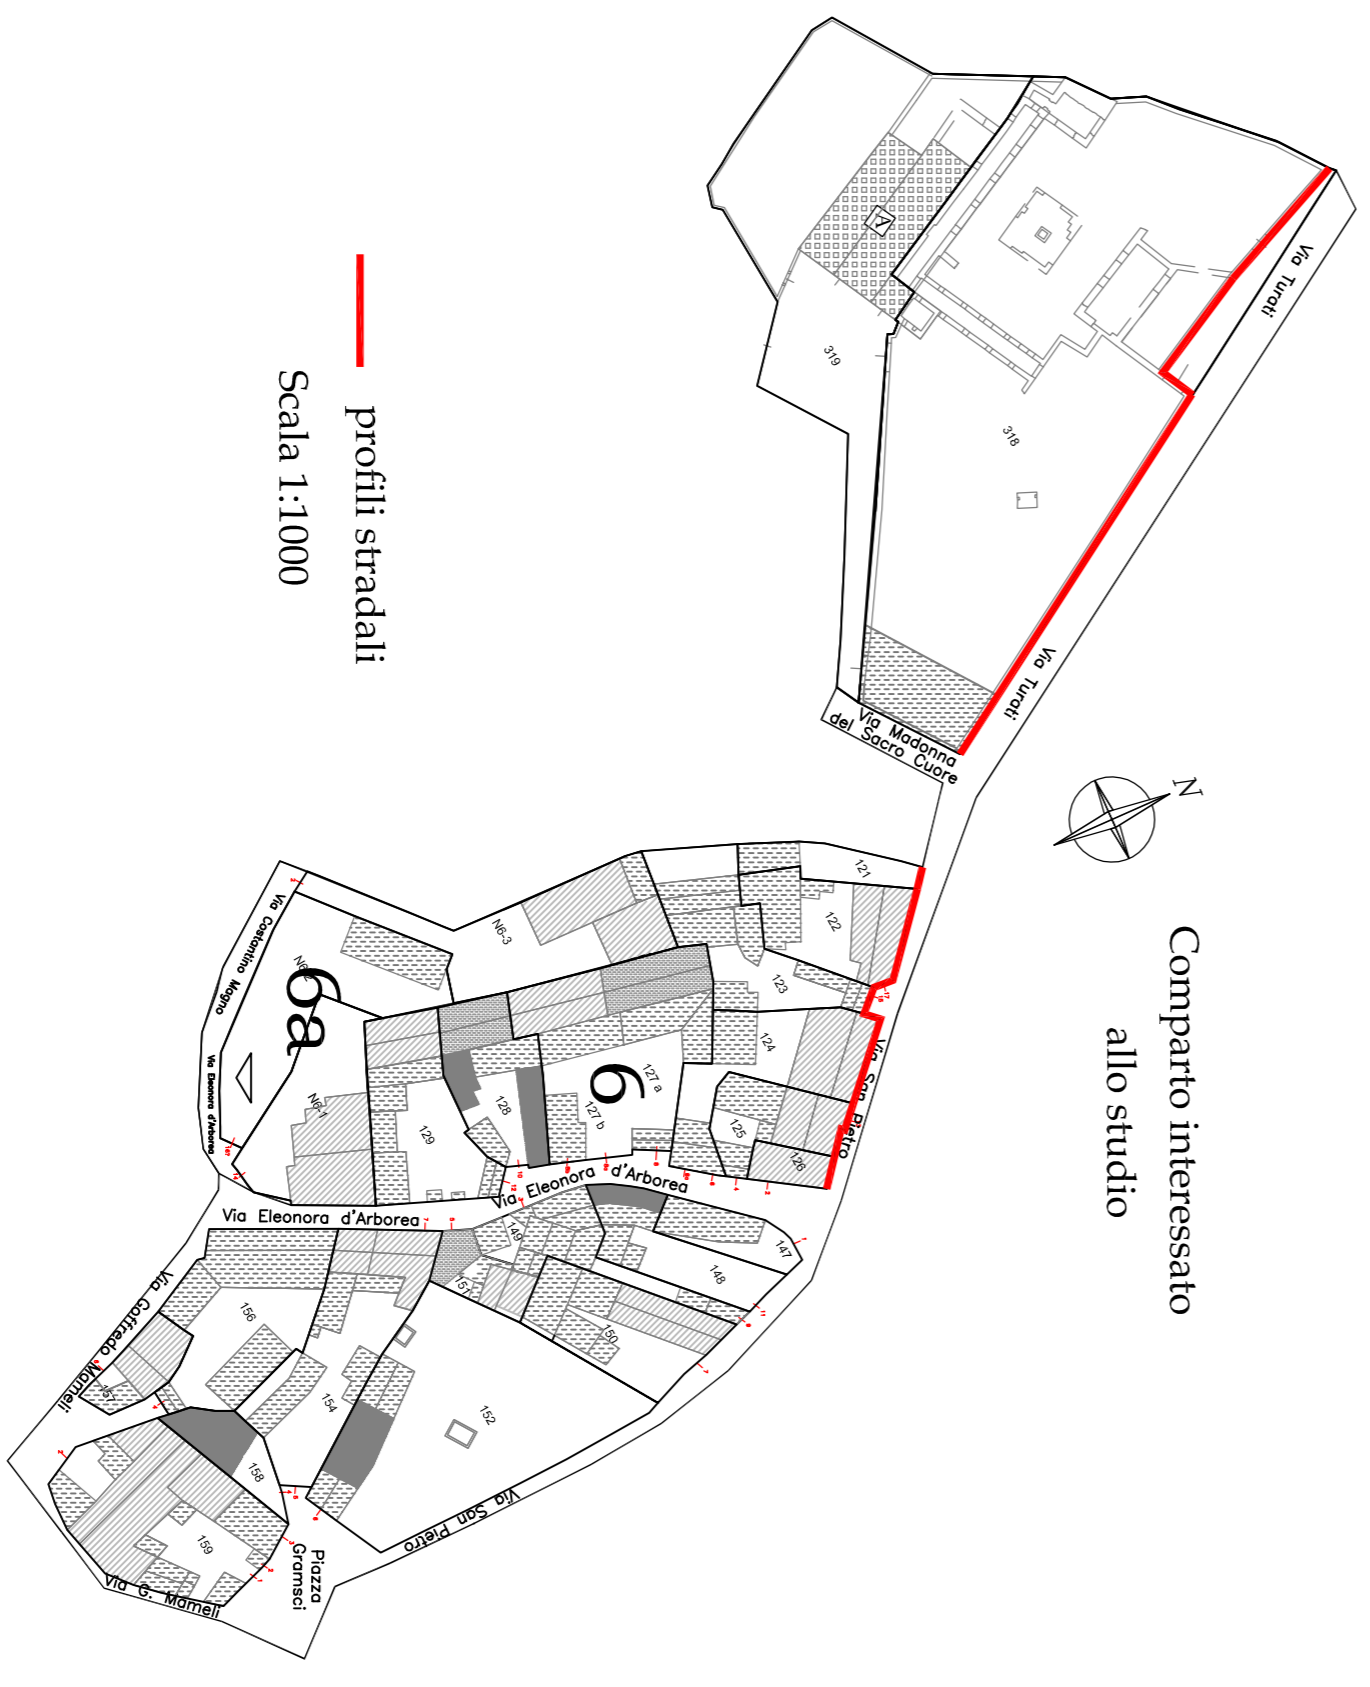 Comparto interessato
allo studio
N
profili stradali
Scala 1:1000
Via Turati
Via Turati
A
319
318
Via Madonna
del Sacro Cuore
121
122
123
124
125
126
Via San Pietro
N6-3
N6-2
N6-1
6a
6
127 a
127 b
128
129
Via Costantino Magno
Via Eleonora d'Arborea
Via Eleonora d'Arborea
Via Eleonora d'Arborea
147
148
149
150
151
152
154
156
157
158
159
Via Goffredo Mameli
Via San Pietro
Piazza
Gramsci
Via G. Mameli